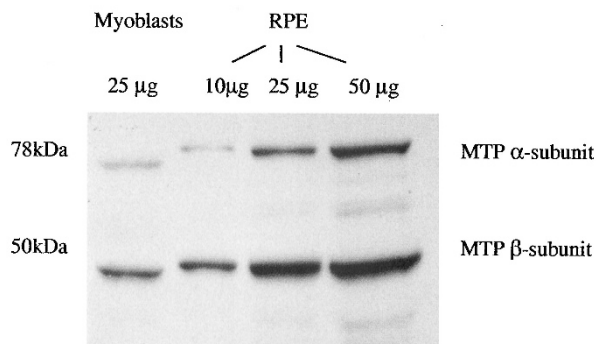 Myoblasts RPE
25 µg 10µg 25 µg 50 µg
78kDa MTP α-subunit
50kDa MTP β-subunit